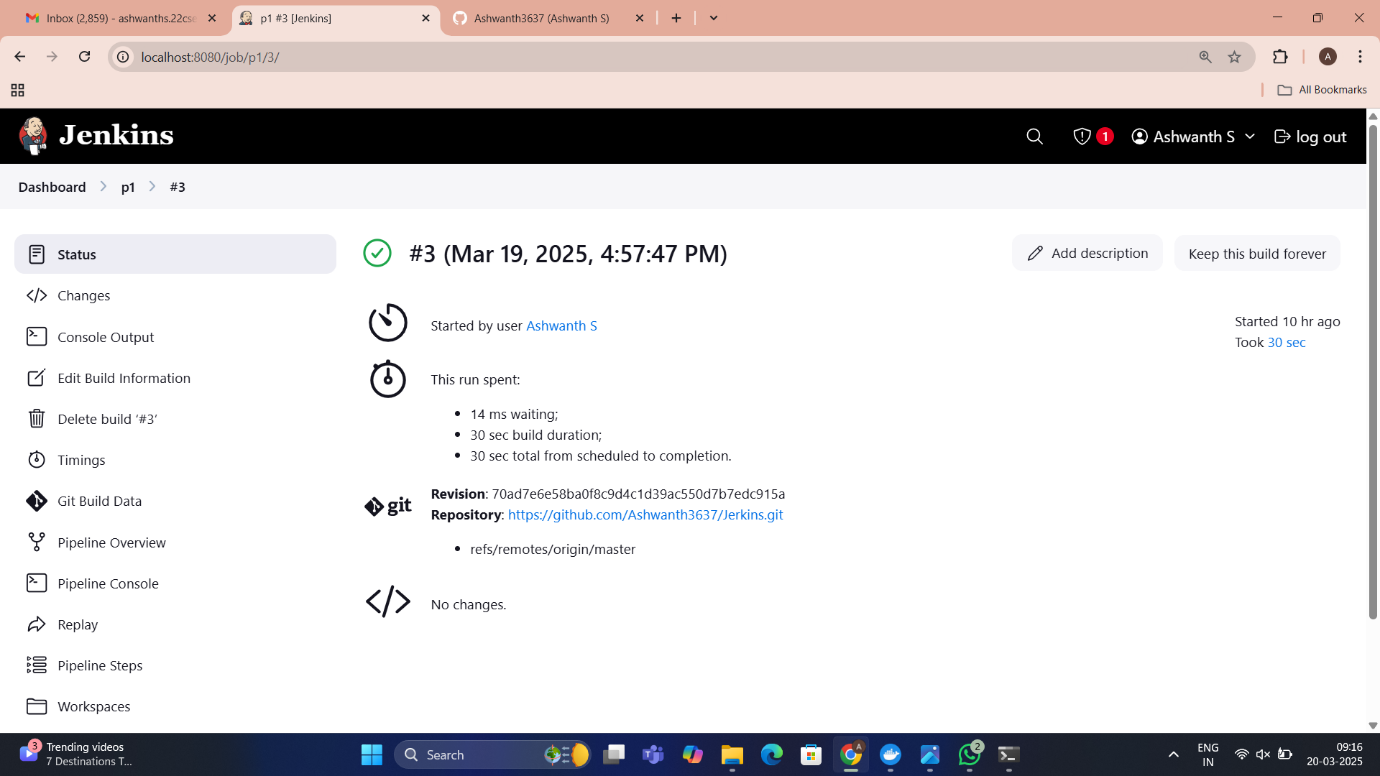 Inbox (2,859) - ashwanths.22cse
p1 #3 [Jenkins]
Ashwanth3637 (Ashwanth S)
localhost:8080/job/p1/3/
A
All Bookmarks
Jenkins
1
Ashwanth S
log out
Dashboard
p1
#3
Status
Changes
Console Output
Edit Build Information
Delete build ‘#3’
Timings
Git Build Data
Pipeline Overview
Pipeline Console
Replay
Pipeline Steps
Workspaces
#3 (Mar 19, 2025, 4:57:47 PM)
Add description
Keep this build forever
Started by user Ashwanth S
Started 10 hr ago
Took 30 sec
This run spent:
14 ms waiting;
30 sec build duration;
30 sec total from scheduled to completion.
git
Revision: 70ad7e6e58ba0f8c9d4c1d39ac550d7b7edc915a
Repository: https://github.com/Ashwanth3637/Jerkins.git
refs/remotes/origin/master
No changes.
3
Trending videos
7 Destinations T...
Search
A
2
ENG
IN
09:16
20-03-2025